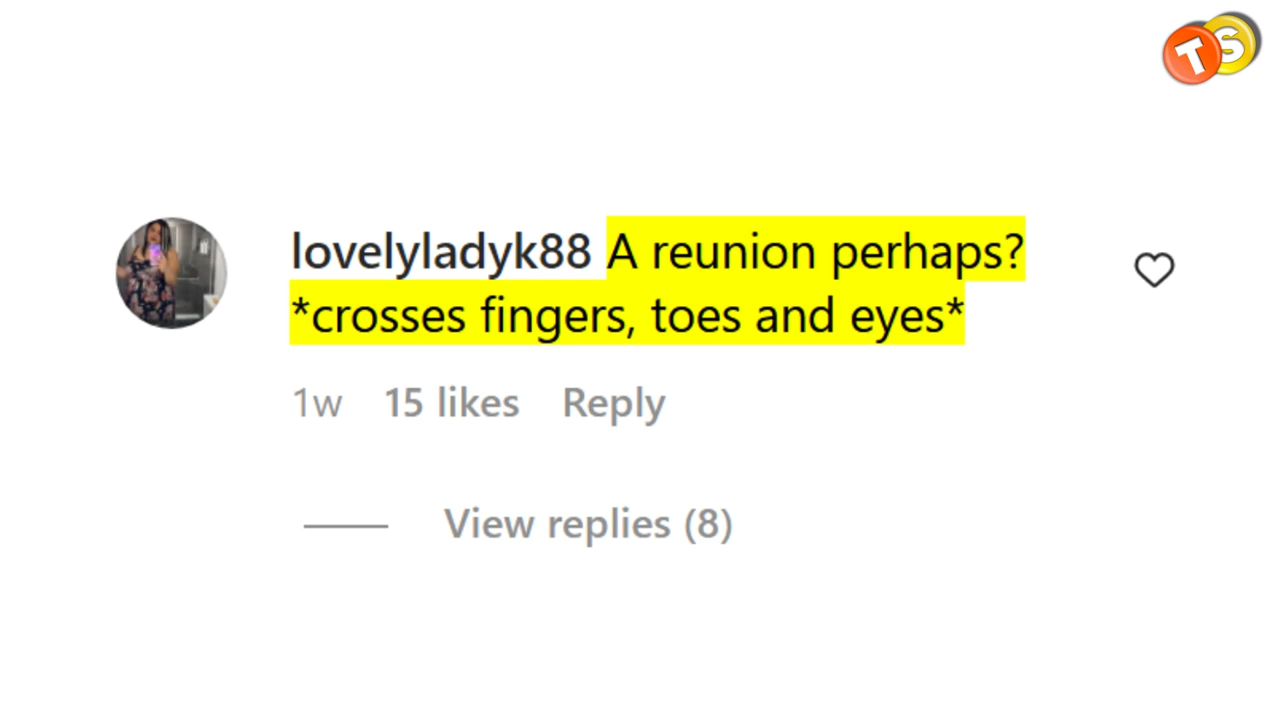 TS
lovelyladyk88 A reunion perhaps?
*crosses fingers, toes and eyes*
1w 15 likes Reply
View replies (8)